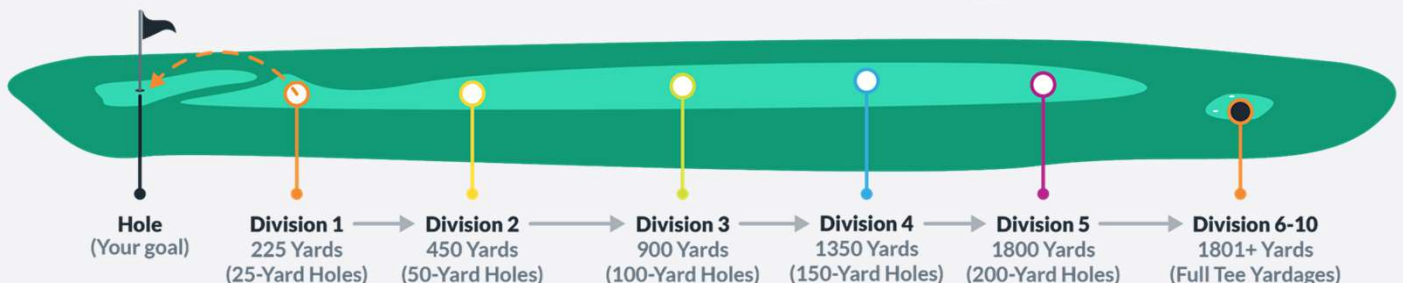 Hole
(Your goal)
Division 1
225 Yards
(25-Yard Holes)
Division 2
450 Yards
(50-Yard Holes)
Division 3
900 Yards
(100-Yard Holes)
Division 4
1350 Yards
(150-Yard Holes)
Division 5
1800 Yards
(200-Yard Holes)
Division 6-10
1801+ Yards
(Full Tee Yardages)